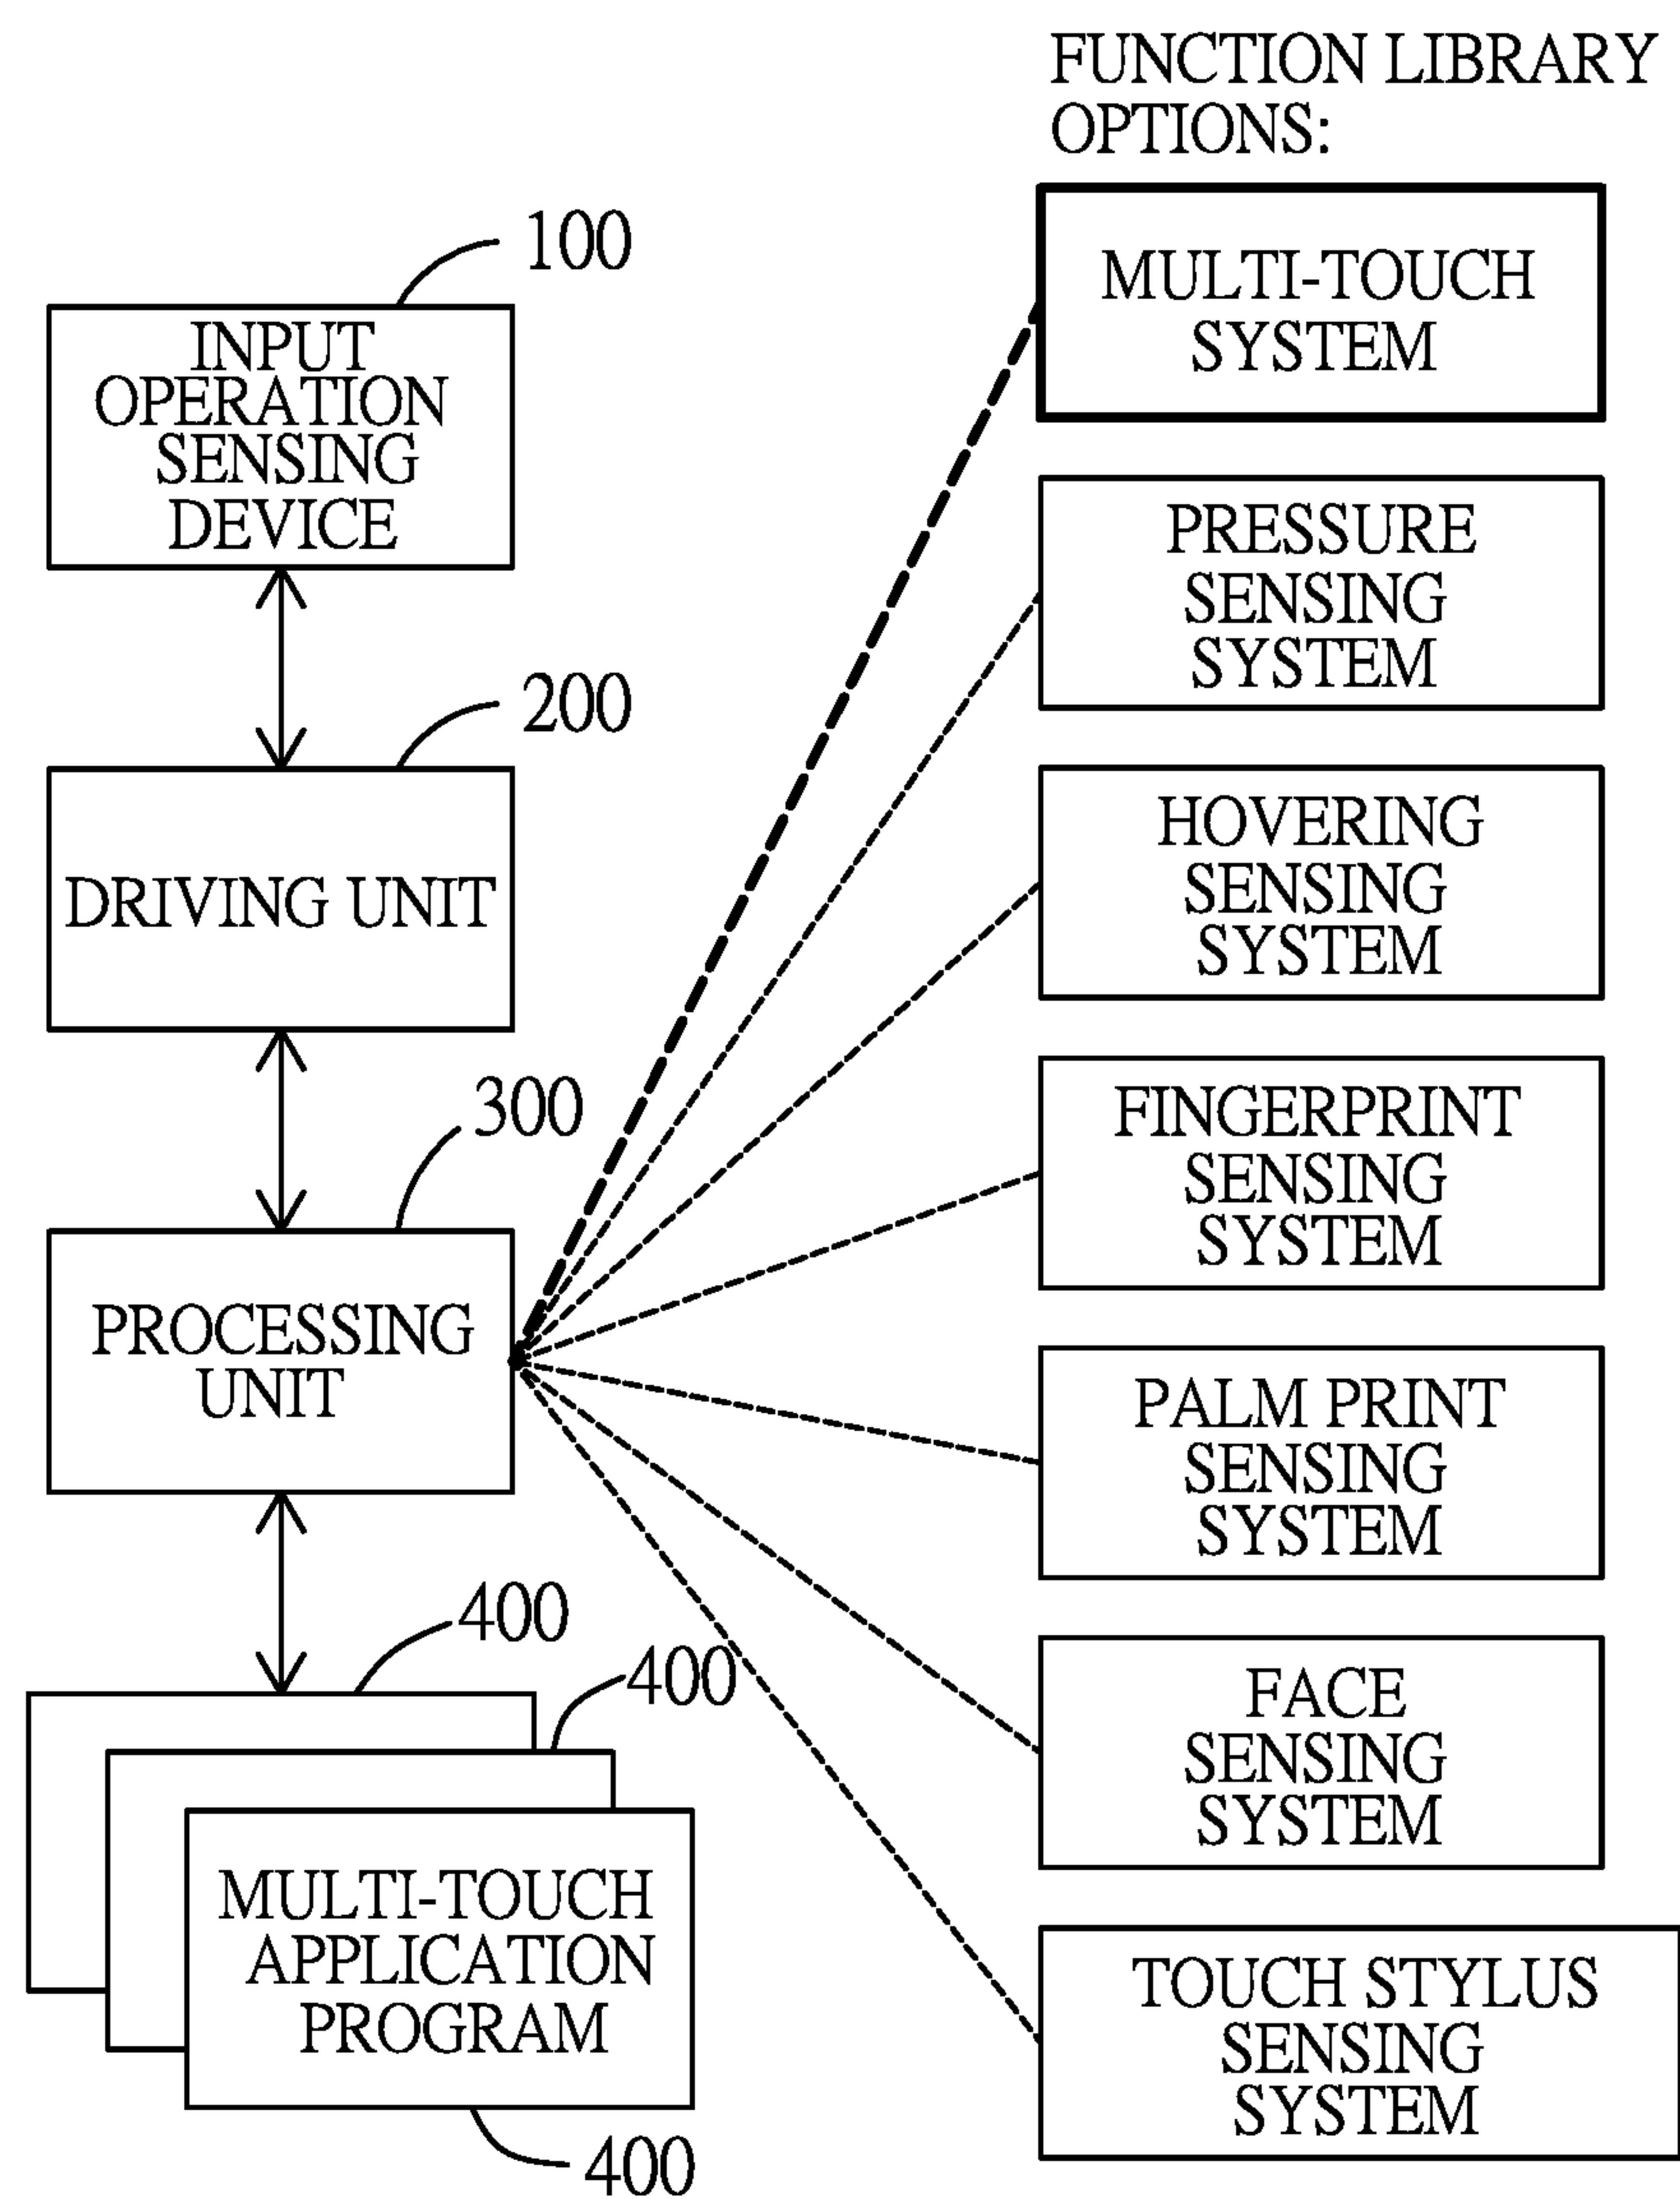 FUNCTION LIBRARY
OPTIONS:
100
INPUT
OPERATION
SENSING
DEVICE
200
DRIVING UNIT
300
PROCESSING
UNIT
400
400
MULTI-TOUCH
APPLICATION
PROGRAM
400
MULTI-TOUCH
SYSTEM
PRESSURE
SENSING
SYSTEM
HOVERING
SENSING
SYSTEM
FINGERPRINT
SENSING
SYSTEM
PALM PRINT
SENSING
SYSTEM
FACE
SENSING
SYSTEM
TOUCH STYLUS
SENSING
SYSTEM